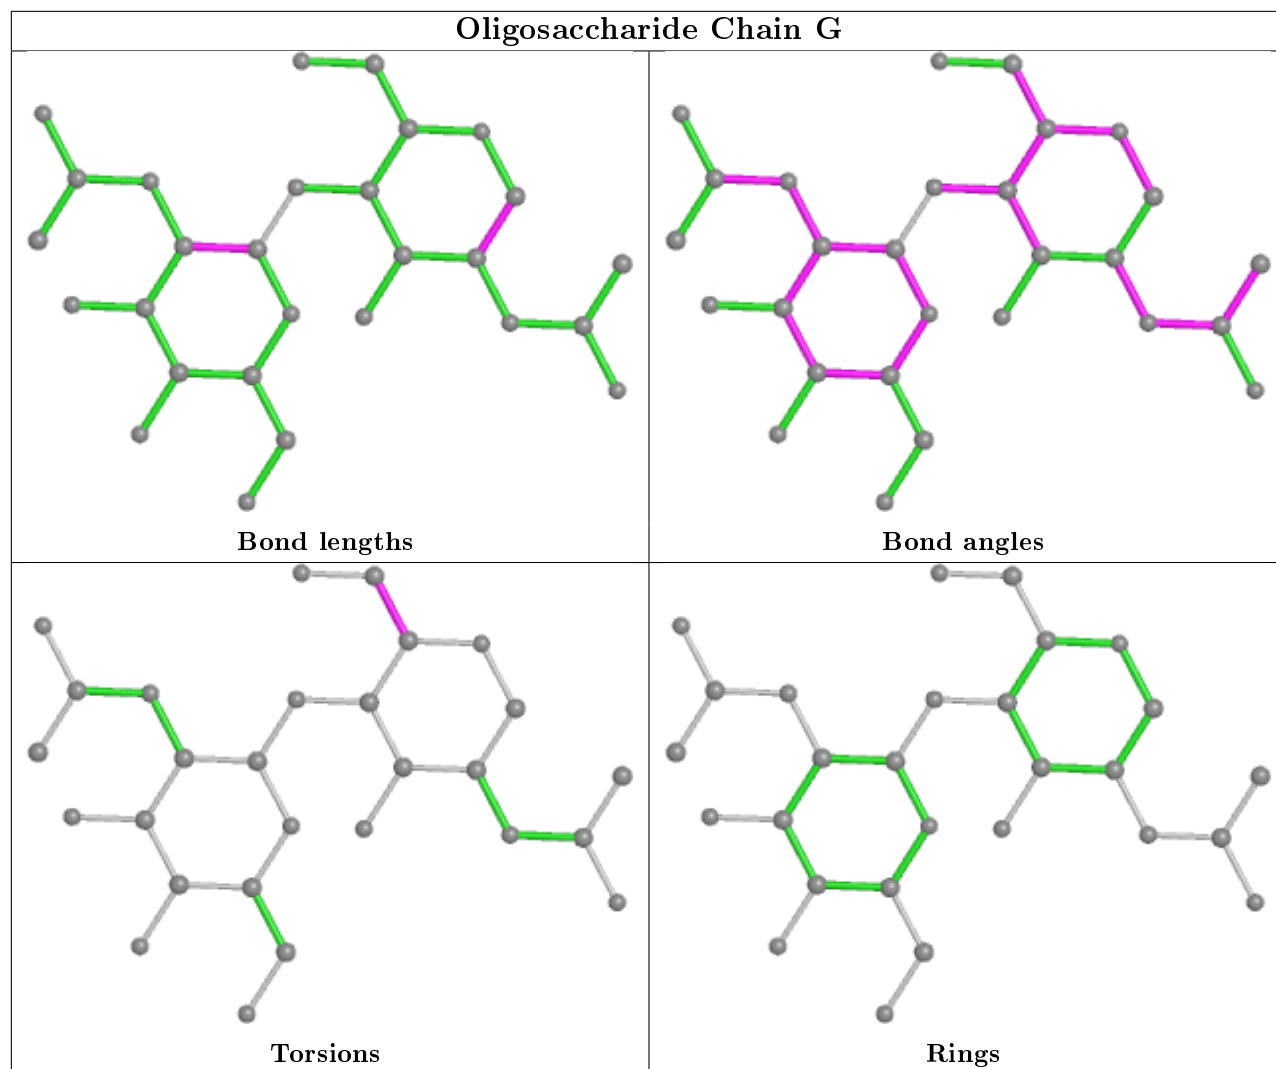 Oligosaccharide Chain G
Bond lengths
Bond angles
Torsions
Rings